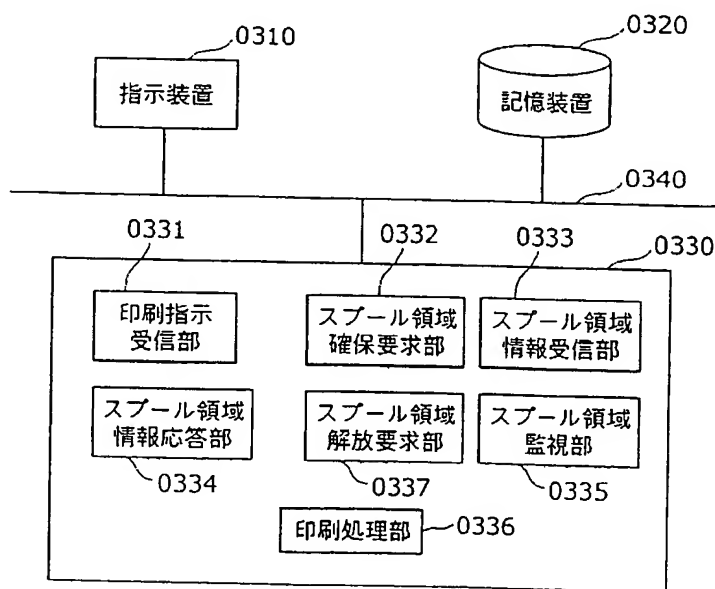 0310
0320
指示装置
記憶装置
0340
0331
0332
0333
0330
印刷指示
受信部
スプール領域
確保要求部
スプール領域
情報受信部
スプール領域
情報応答部
スプール領域
解放要求部
スプール領域
監視部
0334
0337
0335
印刷処理部
0336